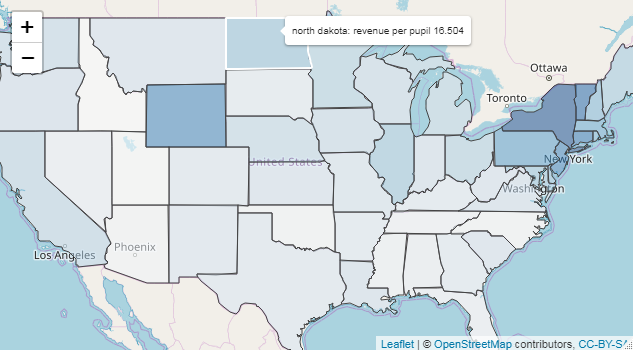 +
−
north dakota: revenue per pupil 16.504
Ottawa
Toronto
United States
New York
Washington
Los Angeles
Phoenix
Leaflet | © OpenStreetMap contributors, CC-BY-SA